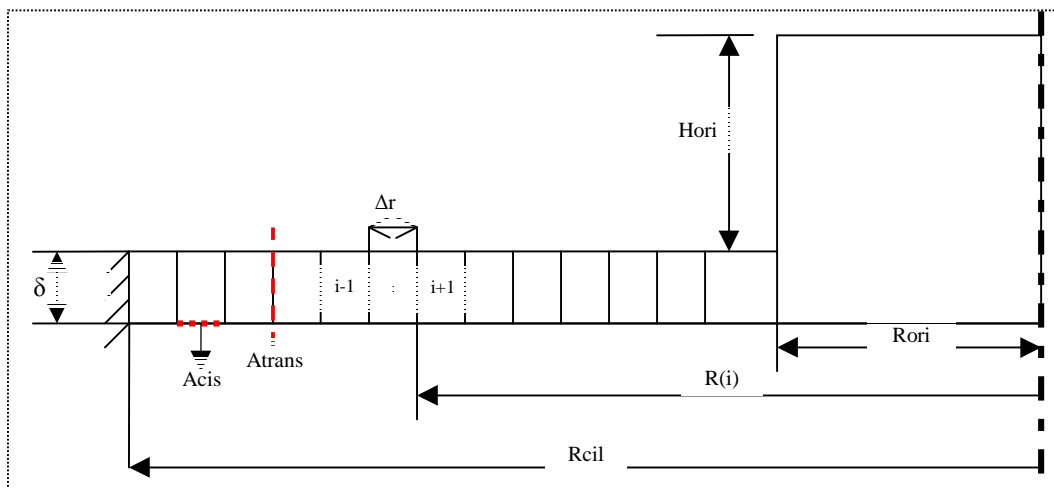 Hori
Δr
δ
i-1
i+1
Rori
Acis
Atrans
R(i)
Rcil